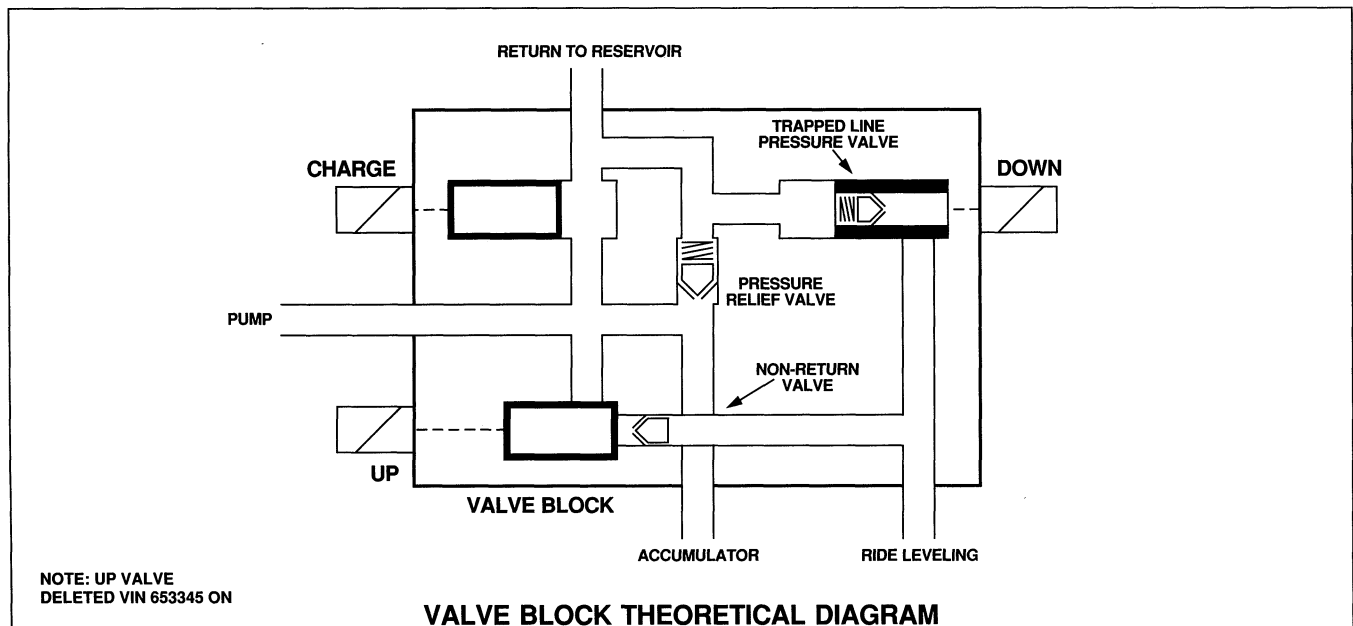 RETURN TO RESERVOIR
TRAPPED LINE
PRESSURE VALVE
CHARGE
DOWN
PRESSURE
RELIEF VALVE
PUMP
NON-RETURN
VALVE
UP
VALVE BLOCK
ACCUMULATOR
RIDE LEVELING
NOTE: UP VALVE
DELETED VIN 653345 ON
VALVE BLOCK THEORETICAL DIAGRAM